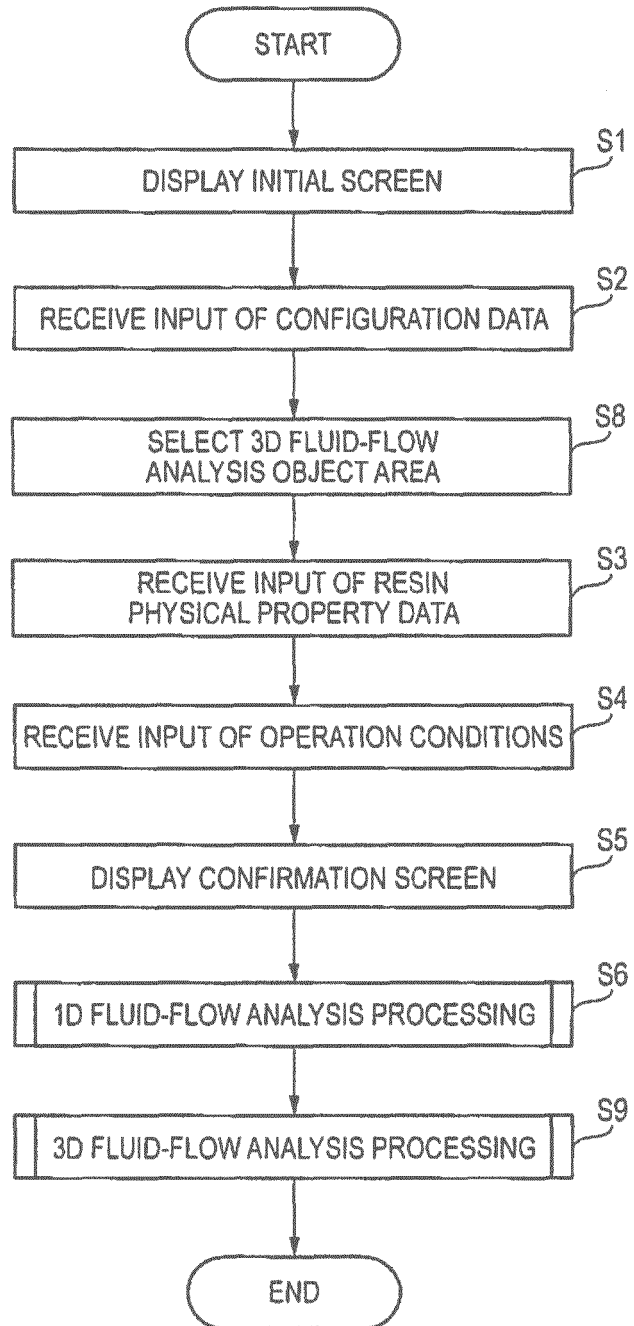 START
S1
DISPLAY INITIAL SCREEN
S2
RECEIVE INPUT OF CONFIGURATION DATA
S8
SELECT 3D FLUID-FLOW
ANALYSIS OBJECT AREA
S3
RECEIVE INPUT OF RESIN
PHYSICAL PROPERTY DATA
S4
RECEIVE INPUT OF OPERATION CONDITIONS
S5
DISPLAY CONFIRMATION SCREEN
S6
1D FLUID-FLOW ANALYSIS PROCESSING
S9
3D FLUID-FLOW ANALYSIS PROCESSING
END